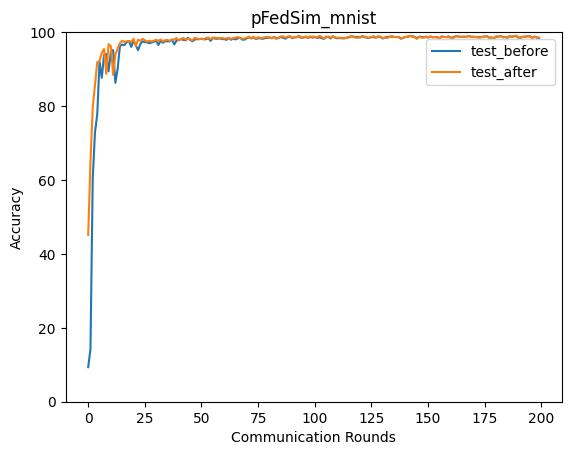 pFedSim_mnist
test_before
test_after
Accuracy
100
80
60
40
20
0
0 25 50 75 100 125 150 175 200
Communication Rounds